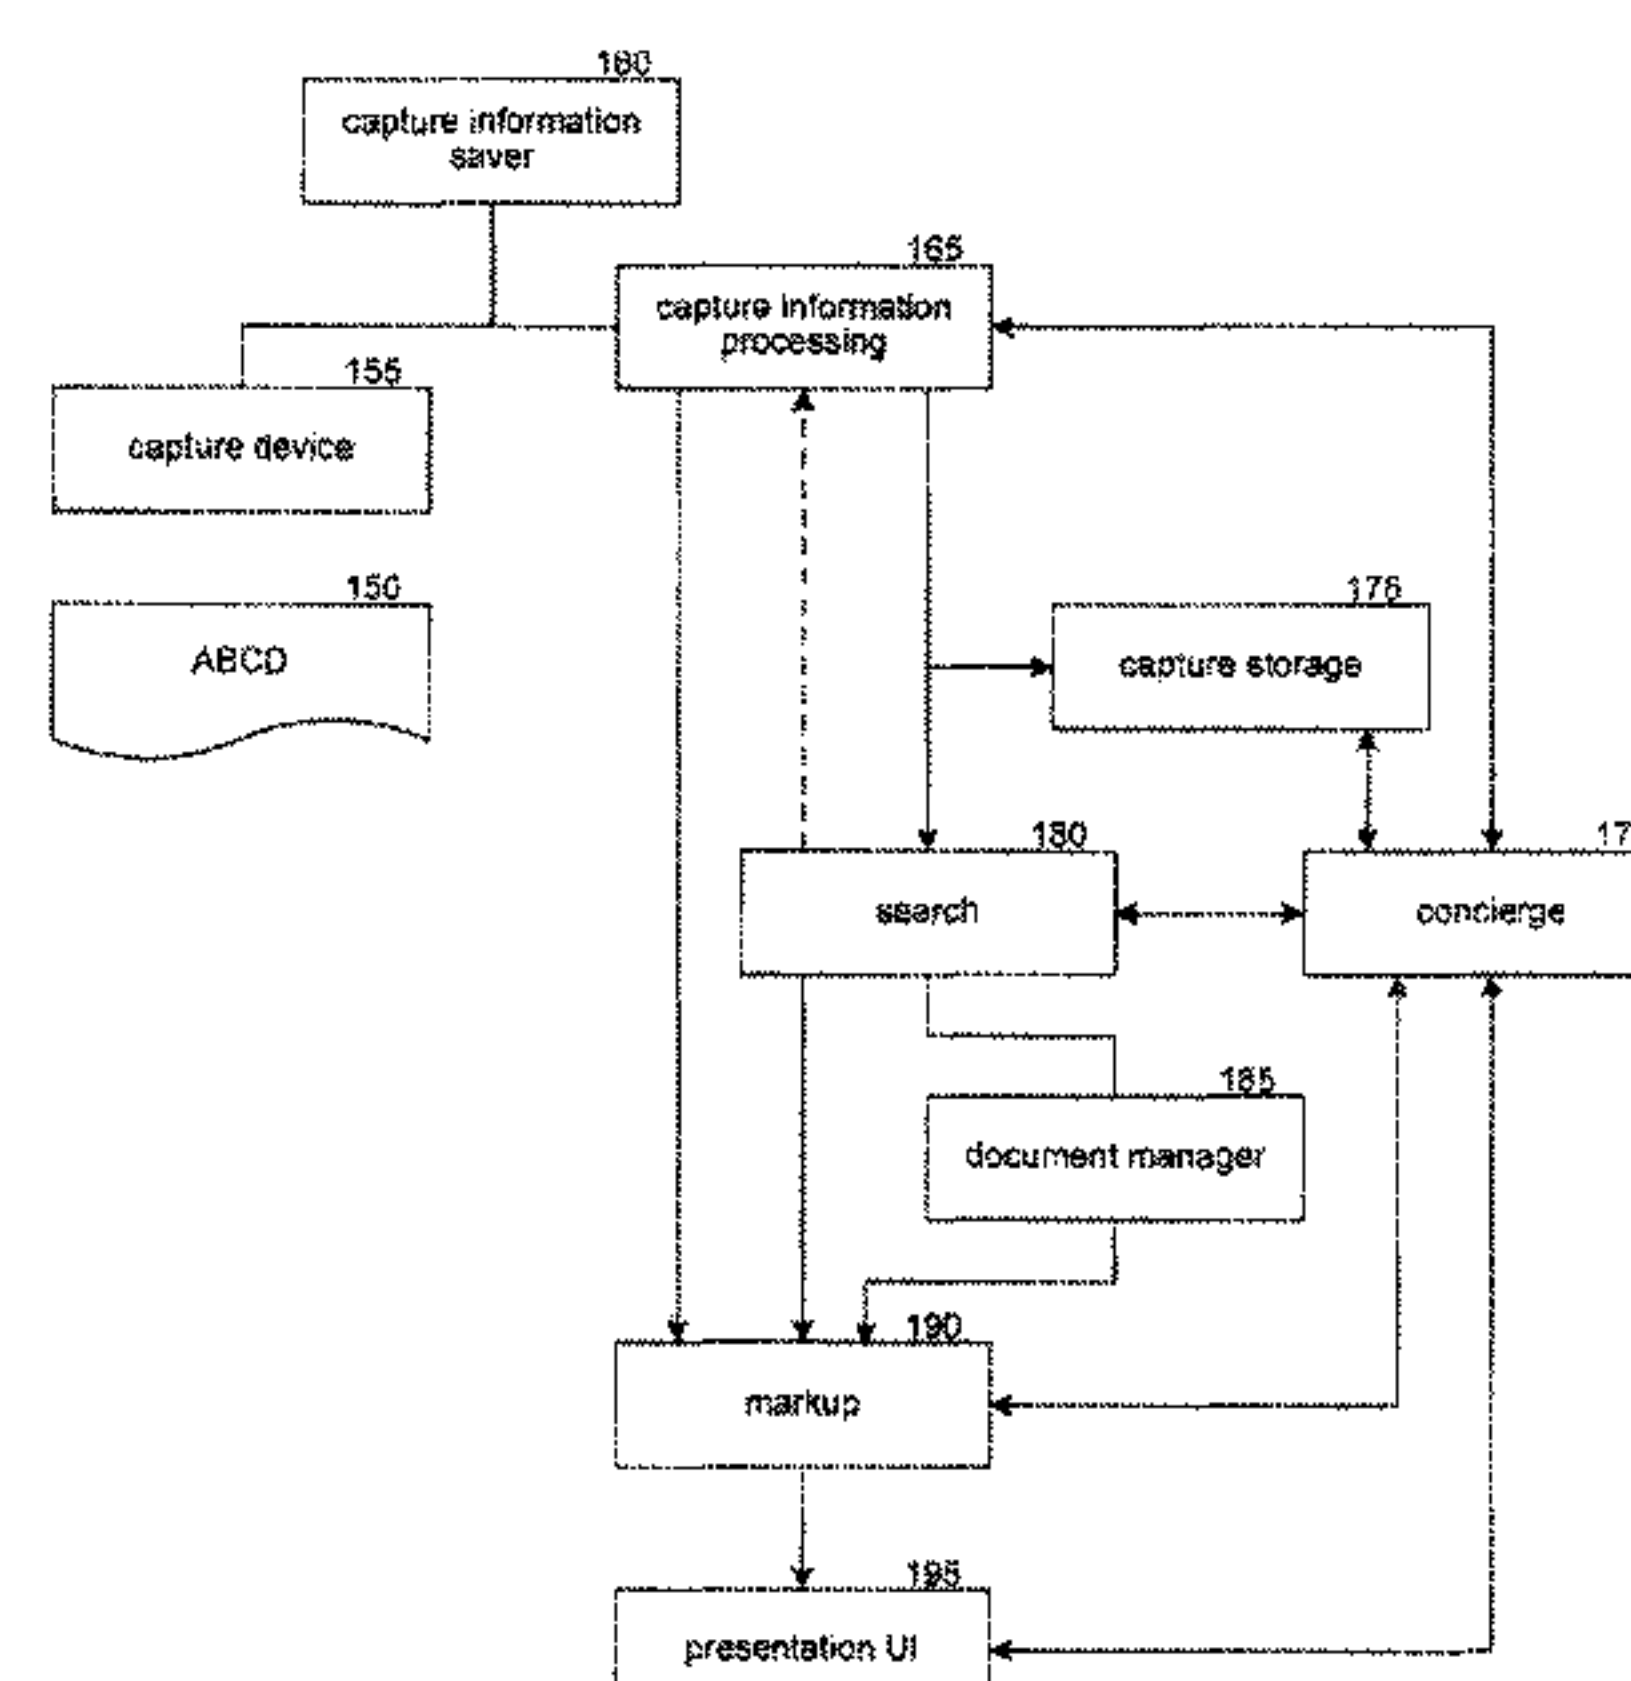 160
capture information
saver
165
capture information
processing
155
capture device
150
ABCD
175
capture storage
180
search
17
concierge
185
document manager
190
markup
195
presentation UI